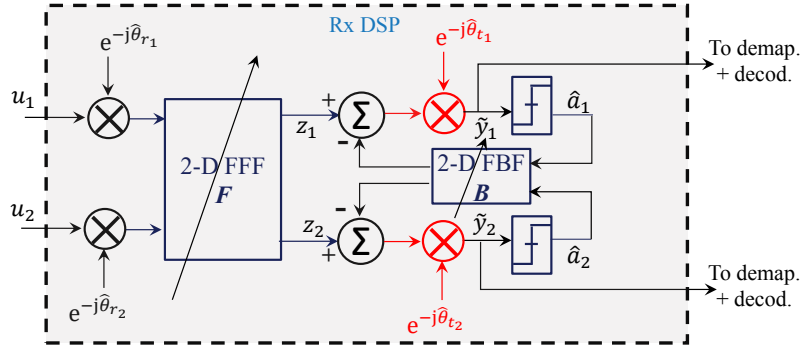 Rx DSP
e^{-jθ̂_{r_1}}
e^{-jθ̂_{t_1}}
To demap.
+ decod.
u_1
+
Σ
z_1
-
ỹ_1
â_1
2-D FFF
F
2-D FBF
B
u_2
-
z_2
Σ
+
ỹ_2
â_2
e^{-jθ̂_{r_2}}
e^{-jθ̂_{t_2}}
To demap.
+ decod.